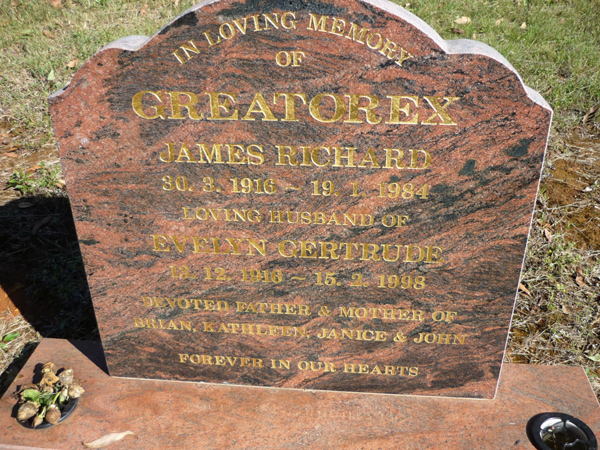 IN LOVING MEMORY
OF
GREATOREX
JAMES RICHARD
30. 3. 1916 ~ 19. 1. 1984
LOVING HUSBAND OF
EVELYN GERTRUDE
13. 12. 1916 ~ 15. 2. 1998
DEVOTED FATHER & MOTHER OF
BRIAN, KATHLEEN, JANICE & JOHN
FOREVER IN OUR HEARTS